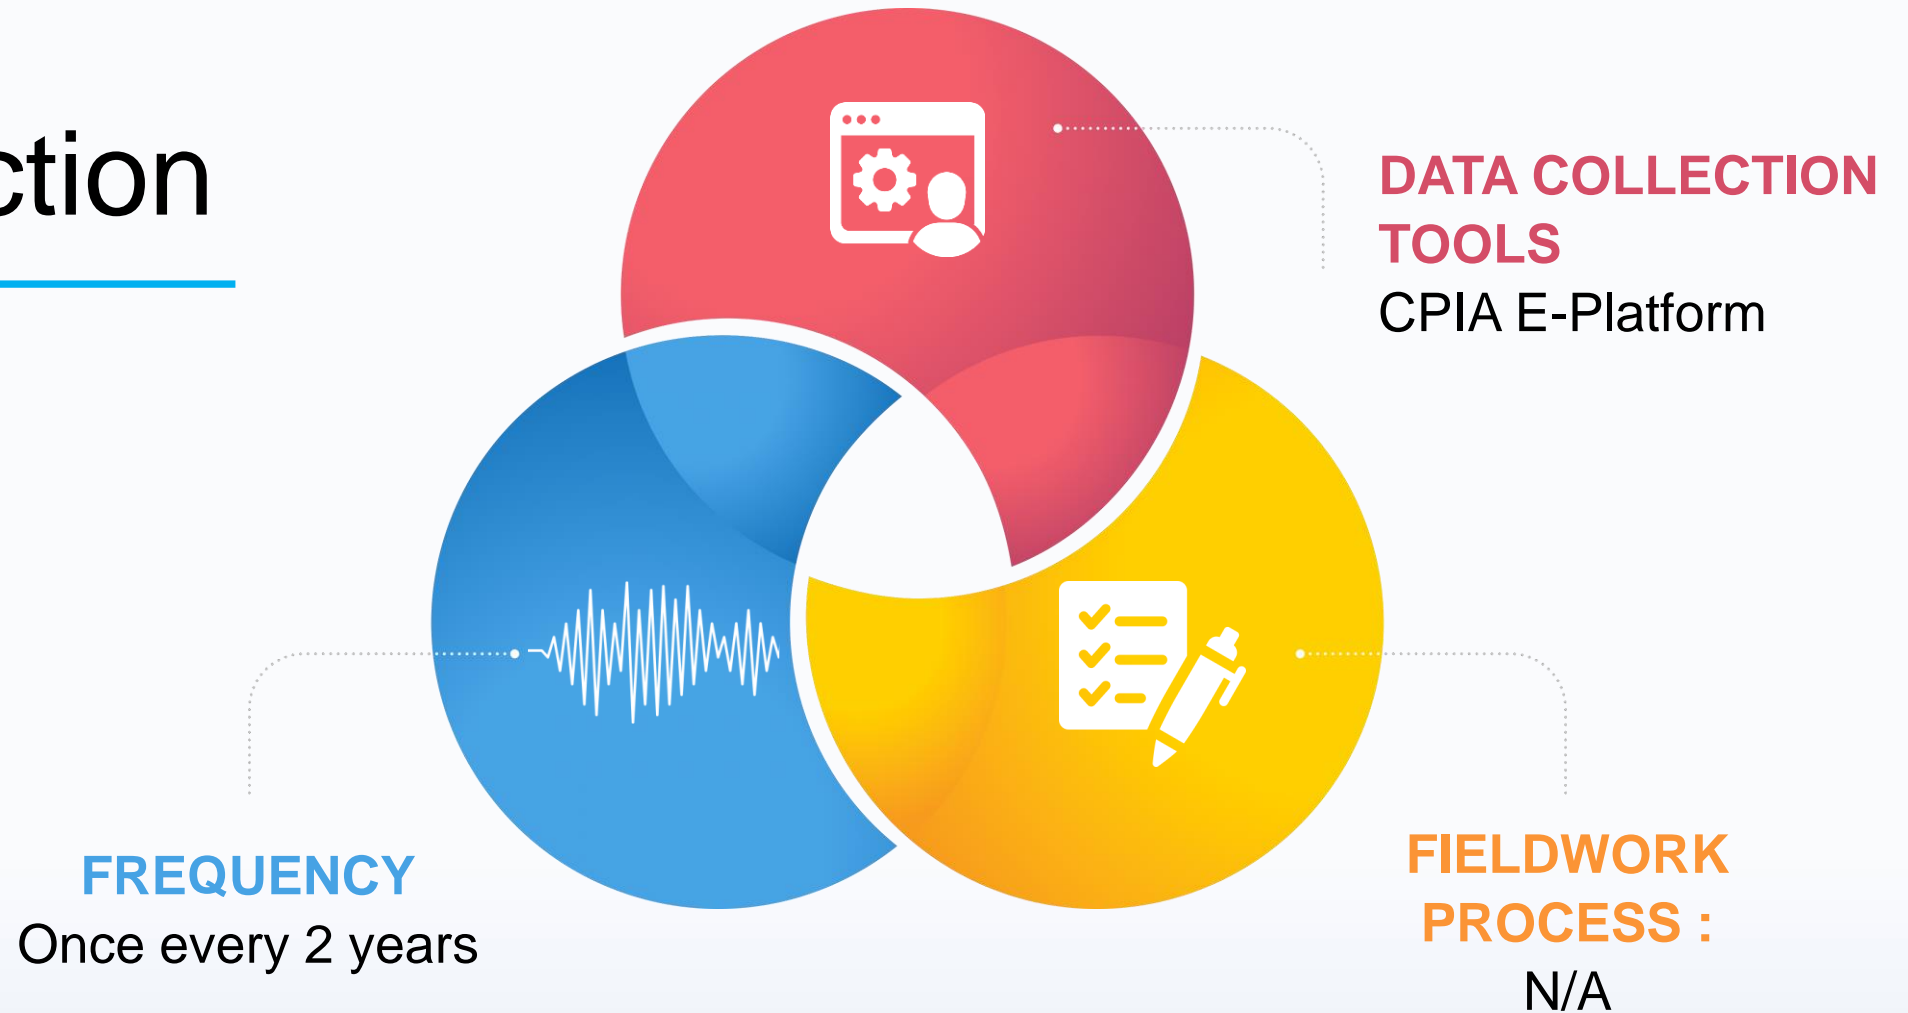 ction
DATA COLLECTION
TOOLS
CPIA E-Platform
FREQUENCY
Once every 2 years
FIELDWORK
PROCESS :
N/A